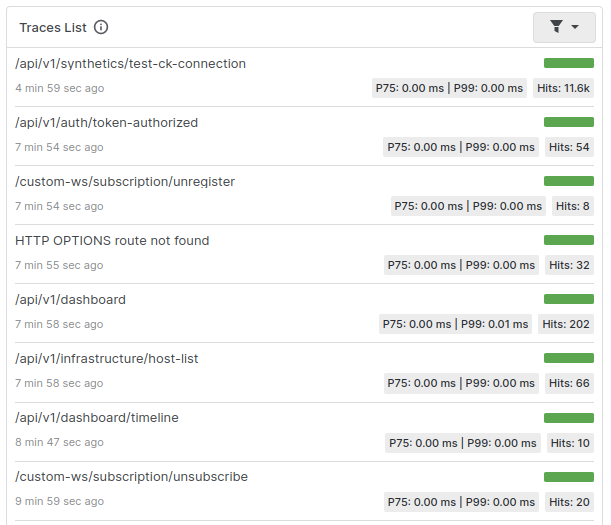 Traces List
/api/v1/synthetics/test-ck-connection
4 min 59 sec ago P75: 0.00 ms | P99: 0.00 ms Hits: 11.6k
/api/v1/auth/token-authorized
7 min 54 sec ago P75: 0.00 ms | P99: 0.00 ms Hits: 54
/custom-ws/subscription/unregister
7 min 54 sec ago P75: 0.00 ms | P99: 0.00 ms Hits: 8
HTTP OPTIONS route not found
7 min 55 sec ago P75: 0.00 ms | P99: 0.00 ms Hits: 32
/api/v1/dashboard
7 min 58 sec ago P75: 0.00 ms | P99: 0.01 ms Hits: 202
/api/v1/infrastructure/host-list
7 min 58 sec ago P75: 0.00 ms | P99: 0.00 ms Hits: 66
/api/v1/dashboard/timeline
8 min 47 sec ago P75: 0.00 ms | P99: 0.00 ms Hits: 10
/custom-ws/subscription/unsubscribe
9 min 59 sec ago P75: 0.00 ms | P99: 0.00 ms Hits: 20